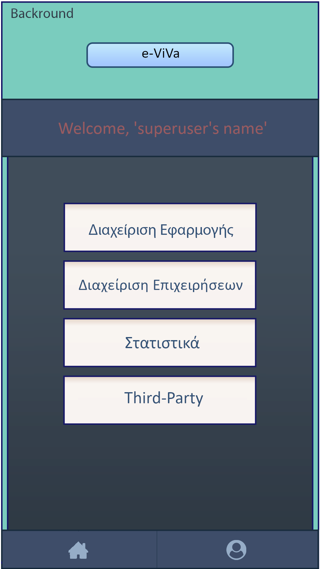 Backround
e-ViVa
Welcome, 'superuser's name'
Διαχείριση Εφαρμογής
Διαχείριση Επιχειρήσεων
Στατιστικά
Third-Party